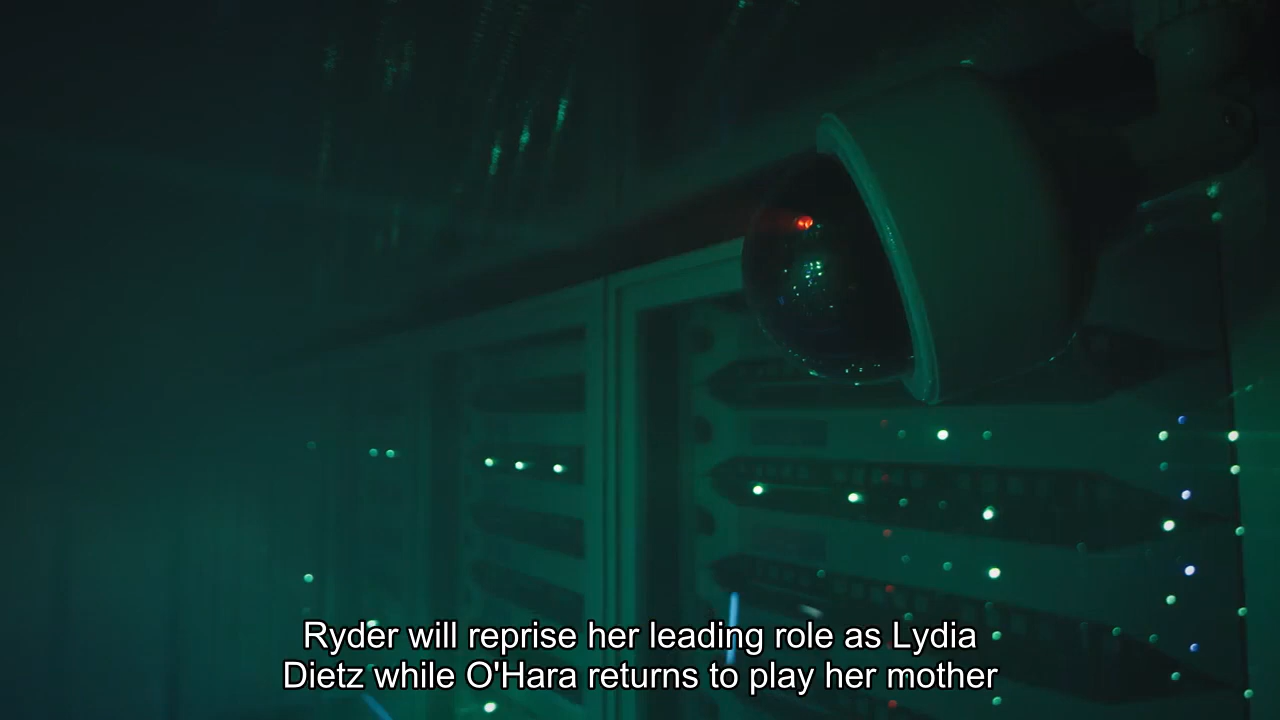 Ryder will reprise her leading role as Lydia
Dietz while O'Hara returns to play her mother